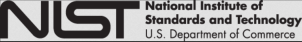 NIST
National Institute of
Standards and Technology
U.S. Department of Commerce